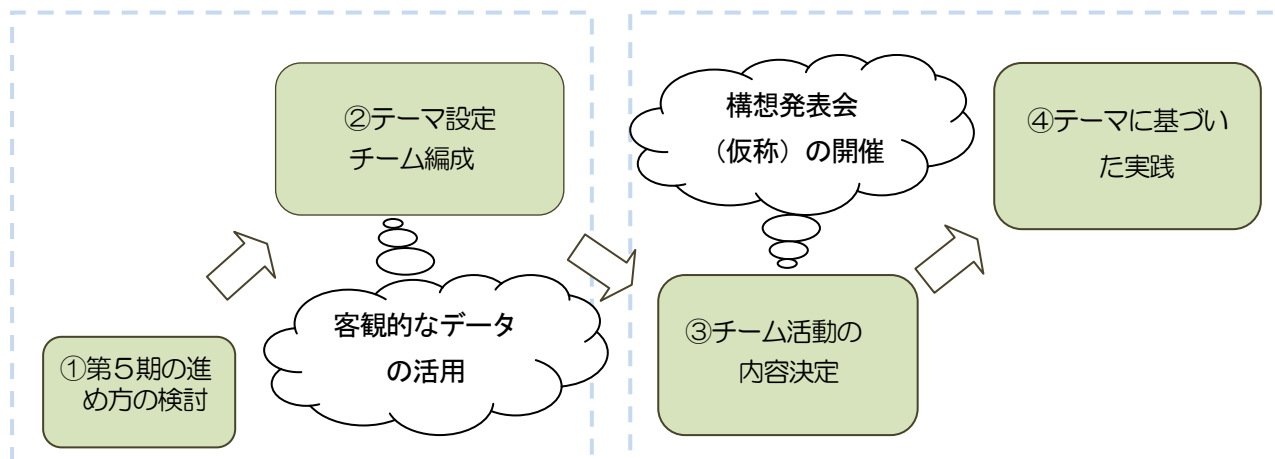 ①第５期の進
め方の検討
②テーマ設定
チーム編成
客観的なデータ
の活用
③チーム活動の
内容決定
構想発表会
（仮称）の開催
④テーマに基づい
た実践